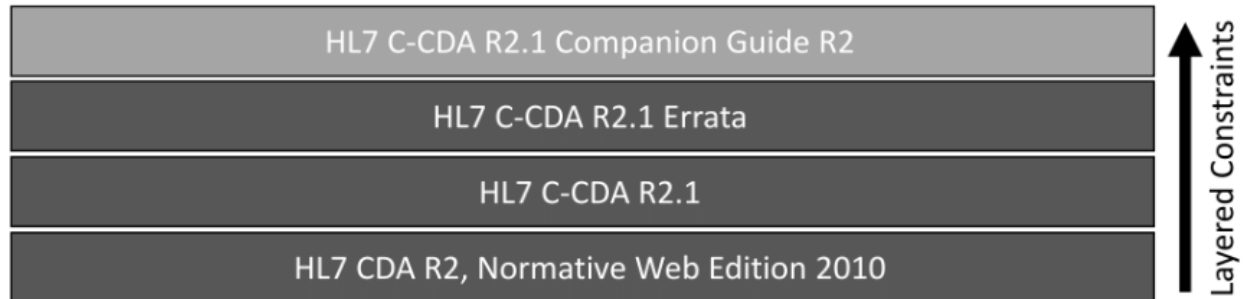 HL7 C-CDA R2.1 Companion Guide R2
HL7 C-CDA R2.1 Errata
HL7 C-CDA R2.1
HL7 CDA R2, Normative Web Edition 2010
Layered Constraints